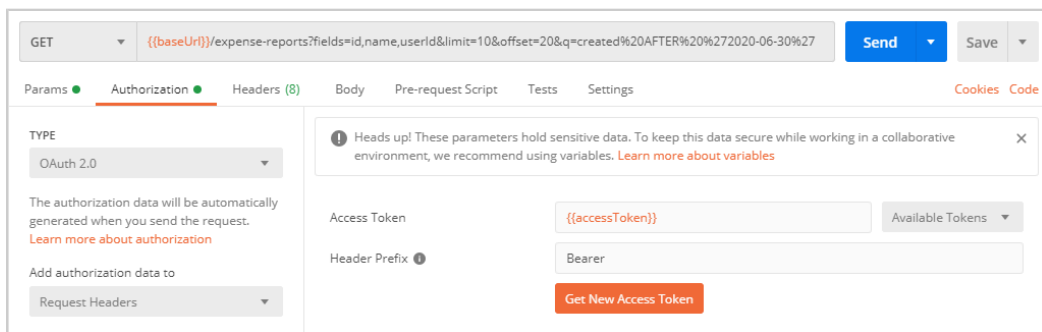 GET {{baseUrl}}/expense-reports?fields=id,name,userId&limit=10&offset=20&q=created%20AFTER%20%272020-06-30%27 Send Save
Params Authorization Headers (8) Body Pre-request Script Tests Settings Cookies Code
TYPE
OAuth 2.0
The authorization data will be automatically
generated when you send the request.
Learn more about authorization
Add authorization data to
Request Headers
Heads up! These parameters hold sensitive data. To keep this data secure while working in a collaborative
environment, we recommend using variables. Learn more about variables
Access Token {{accessToken}} Available Tokens
Header Prefix Bearer
Get New Access Token